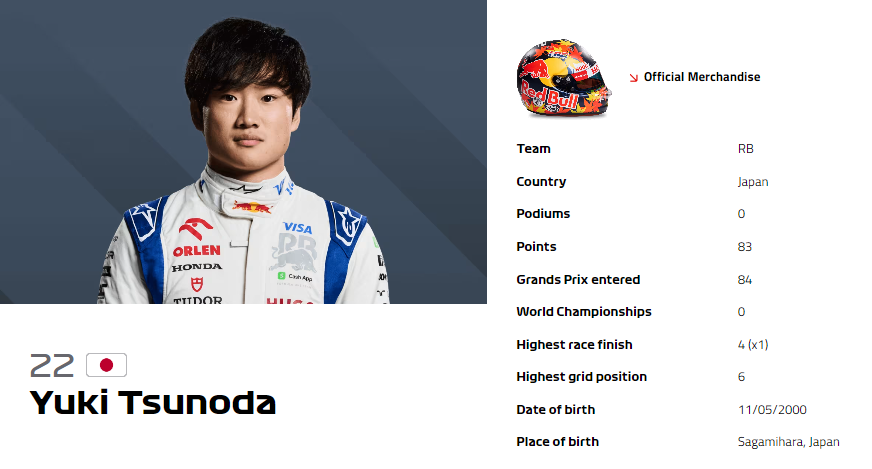 Red Bull
Official Merchandise
VISA
RB
ORLEN
HONDA
Cash App
TUDOR
HUGO
22
Yuki Tsunoda
Team RB
Country Japan
Podiums 0
Points 83
Grands Prix entered 84
World Championships 0
Highest race finish 4 (x1)
Highest grid position 6
Date of birth 11/05/2000
Place of birth Sagamihara, Japan